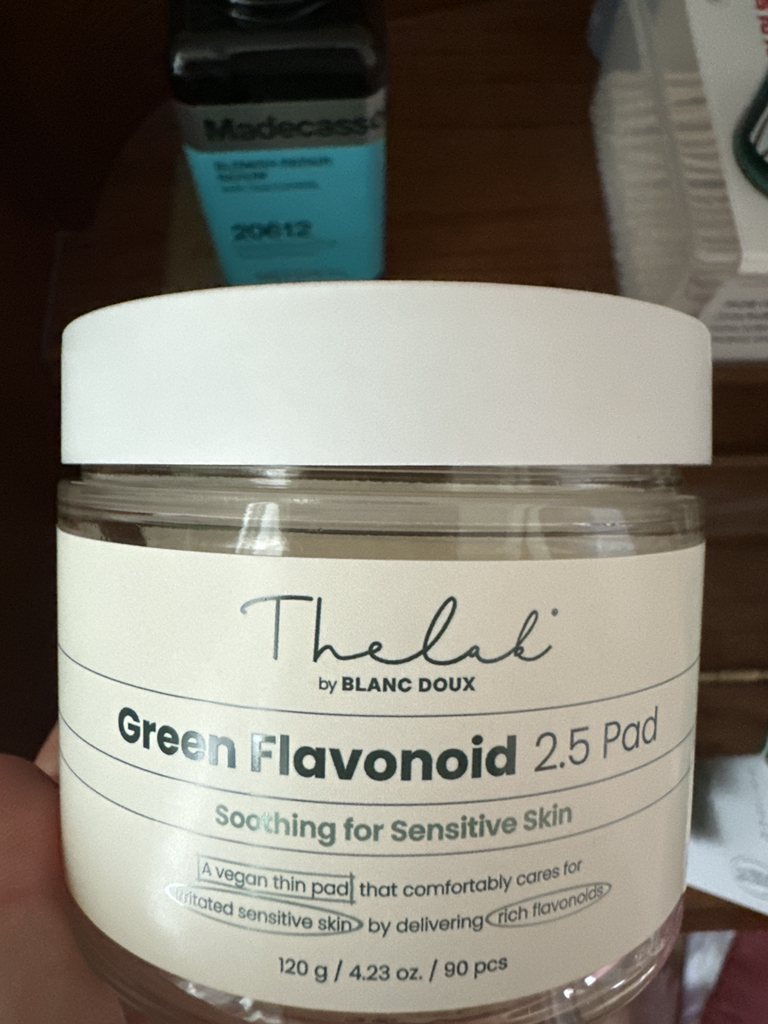 Madecass
20612
Thelab
by BLANC DOUX
Green Flavonoid 2.5 Pad
Soothing for Sensitive Skin
A vegan thin pad that comfortably cares for
irritated sensitive skin by delivering rich flavonoids
120 g / 4.23 oz. / 90 pcs